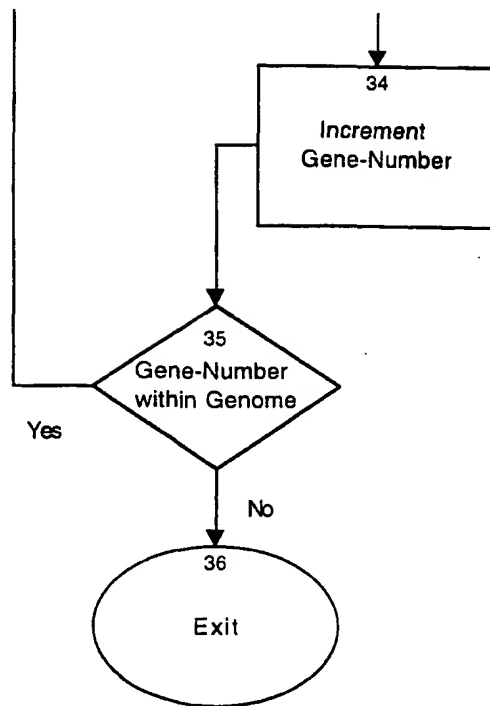 34
Increment
Gene-Number
35
Gene-Number
within Genome
Yes
No
36
Exit